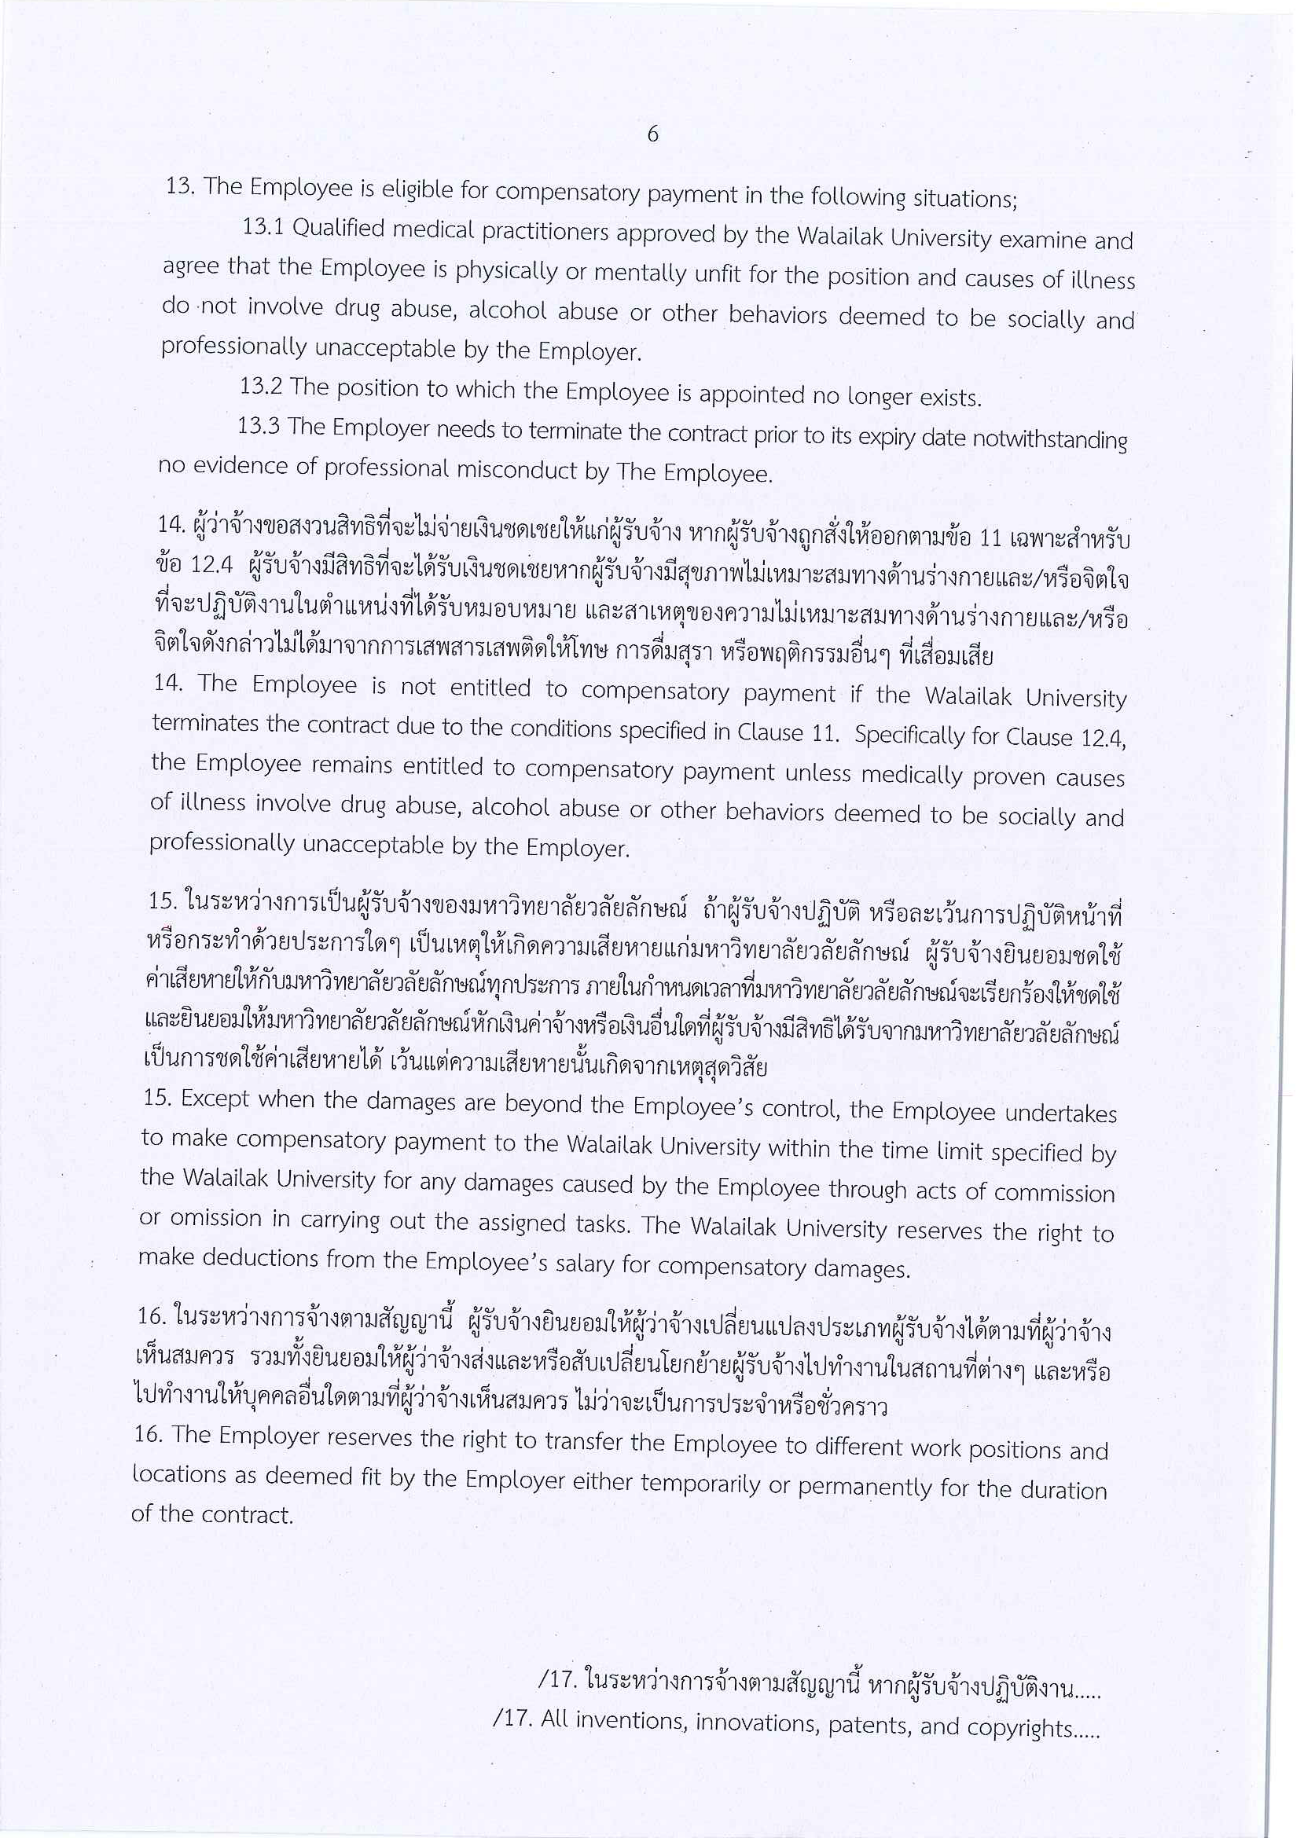 6
13. The Employee is eligible for compensatory payment in the following situations;
13.1 Qualified medical practitioners approved by the Walailak University examine and
agree that the Employee is physically or mentally unfit for the position and causes of illness
do not involve drug abuse, alcohol abuse or other behaviors deemed to be socially and
professionally unacceptable by the Employer.
13.2 The position to which the Employee is appointed no longer exists.
13.3 The Employer needs to terminate the contract prior to its expiry date notwithstanding
no evidence of professional misconduct by The Employee.
14. ผู้ว่าจ้างขอสงวนสิทธิที่จะไม่จ่ายเงินชดเชยให้แก่ผู้รับจ้าง หากผู้รับจ้างถูกสั่งให้ออกตามข้อ 11 เฉพาะสำหรับ
ข้อ 12.4 ผู้รับจ้างมีสิทธิที่จะได้รับเงินชดเชยหากผู้รับจ้างมีสุขภาพไม่เหมาะสมทางด้านร่างกายและ/หรือจิตใจ
ที่จะปฏิบัติงานในตำแหน่งที่ได้รับหมอบหมาย และสาเหตุของความไม่เหมาะสมทางด้านร่างกายและ/หรือ
จิตใจดังกล่าวไม่ได้มาจากการเสพสารเสพติดให้โทษ การดื่มสุรา หรือพฤติกรรมอื่นๆ ที่เสื่อมเสีย
14. The Employee is not entitled to compensatory payment if the Walailak University
terminates the contract due to the conditions specified in Clause 11. Specifically for Clause 12.4,
the Employee remains entitled to compensatory payment unless medically proven causes
of illness involve drug abuse, alcohol abuse or other behaviors deemed to be socially and
professionally unacceptable by the Employer.
15. ในระหว่างการเป็นผู้รับจ้างของมหาวิทยาลัยวลัยลักษณ์ ถ้าผู้รับจ้างปฏิบัติ หรือละเว้นการปฏิบัติหน้าที่
หรือกระทำด้วยประการใดๆ เป็นเหตุให้เกิดความเสียหายแก่มหาวิทยาลัยวลัยลักษณ์ ผู้รับจ้างยินยอมชดใช้
ค่าเสียหายให้กับมหาวิทยาลัยวลัยลักษณ์ทุกประการ ภายในกำหนดเวลาที่มหาวิทยาลัยวลัยลักษณ์จะเรียกร้องให้ชดใช้
และยินยอมให้มหาวิทยาลัยวลัยลักษณ์หักเงินค่าจ้างหรือเงินอื่นใดที่ผู้รับจ้างมีสิทธิได้รับจากมหาวิทยาลัยวลัยลักษณ์
เป็นการชดใช้ค่าเสียหายได้ เว้นแต่ความเสียหายนั้นเกิดจากเหตุสุดวิสัย
15. Except when the damages are beyond the Employee's control, the Employee undertakes
to make compensatory payment to the Walailak University within the time limit specified by
the Walailak University for any damages caused by the Employee through acts of commission
or omission in carrying out the assigned tasks. The Walailak University reserves the right to
make deductions from the Employee's salary for compensatory damages.
16. ในระหว่างการจ้างตามสัญญานี้ ผู้รับจ้างยินยอมให้ผู้ว่าจ้างเปลี่ยนแปลงประเภทผู้รับจ้างได้ตามที่ผู้ว่าจ้าง
เห็นสมควร รวมทั้งยินยอมให้ผู้ว่าจ้างส่งและหรือสับเปลี่ยนโยกย้ายผู้รับจ้างไปทำงานในสถานที่ต่างๆ และหรือ
ไปทำงานให้บุคคลอื่นใดตามที่ผู้ว่าจ้างเห็นสมควร ไม่ว่าจะเป็นการประจำหรือชั่วคราว
16. The Employer reserves the right to transfer the Employee to different work positions and
locations as deemed fit by the Employer either temporarily or permanently for the duration
of the contract.
/17. ในระหว่างการจ้างตามสัญญานี้ หากผู้รับจ้างปฏิบัติงาน.....
/17. All inventions, innovations, patents, and copyrights.....